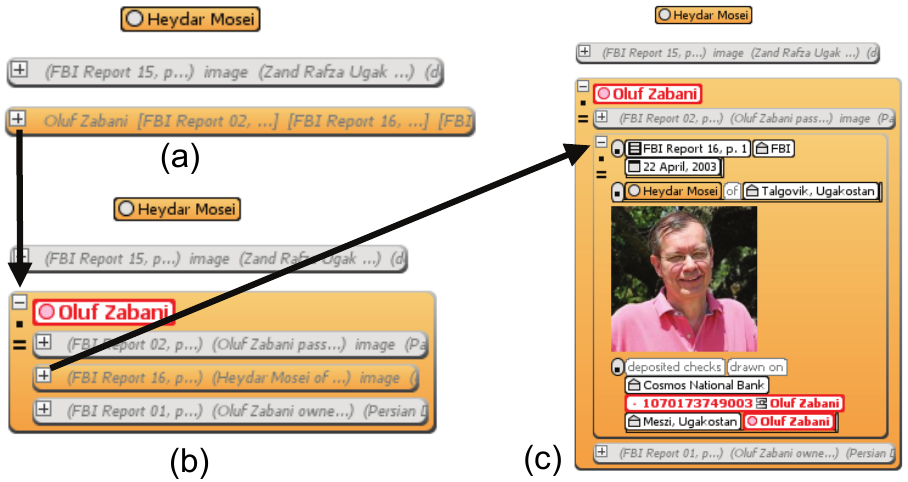 Heydar Mosei
(FBI Report 15, p...) image (Zand Rafza Ugak ...) (d
Oluf Zabani [FBI Report 02, ...] [FBI Report 16, ...] [FBI
(a)
Heydar Mosei
(FBI Report 15, p...) image (Zand Rafza Ugak ...) (d
Oluf Zabani
(FBI Report 02, p...) (Oluf Zabani pass...) image (Pa
(FBI Report 16, p...) (Heydar Mosei of ...) image (
(FBI Report 01, p...) (Oluf Zabani owne...) (Persian D
(b)
Heydar Mosei
(FBI Report 15, p...) image (Zand Rafza Ugak ...) (d
Oluf Zabani
(FBI Report 02, p...) (Oluf Zabani pass...) image (Pa
FBI Report 16, p. 1 FBI
22 April, 2003
Heydar Mosei of Talgovik, Ugakostan
deposited checks drawn on
Cosmos National Bank
- 1070173749003 Oluf Zabani
Meszi, Ugakostan Oluf Zabani
(FBI Report 01, p...) (Oluf Zabani owne...) (Persian
(c)